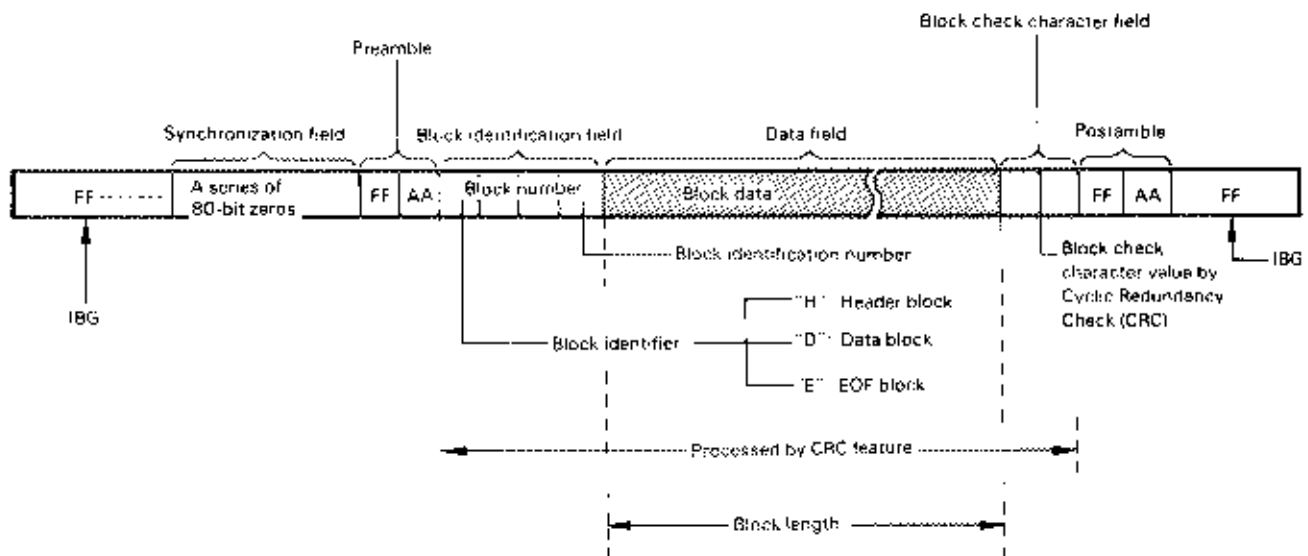 Block check character field
Preamble
Synchronization field
Block identification field
Data field
Postamble
FF
A series of
80-bit zeros
FF
AA
Block number
Block data
FF
AA
FF
Block identification number
Block check
character value by
Cyclic Redundancy
Check (CRC)
IBG
IBG
"H" Header block
Block identifier
"D" Data block
"E" EOF block
Processed by CRC feature
Block length